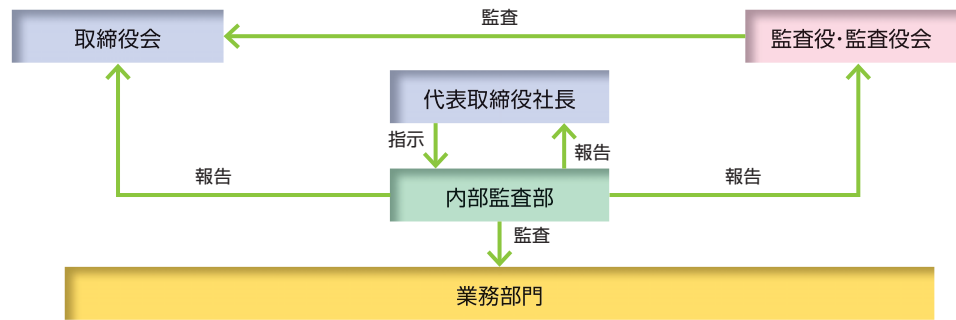 監査
取締役会
監査役・監査役会
代表取締役社長
指示
報告
報告
報告
内部監査部
監査
業務部門